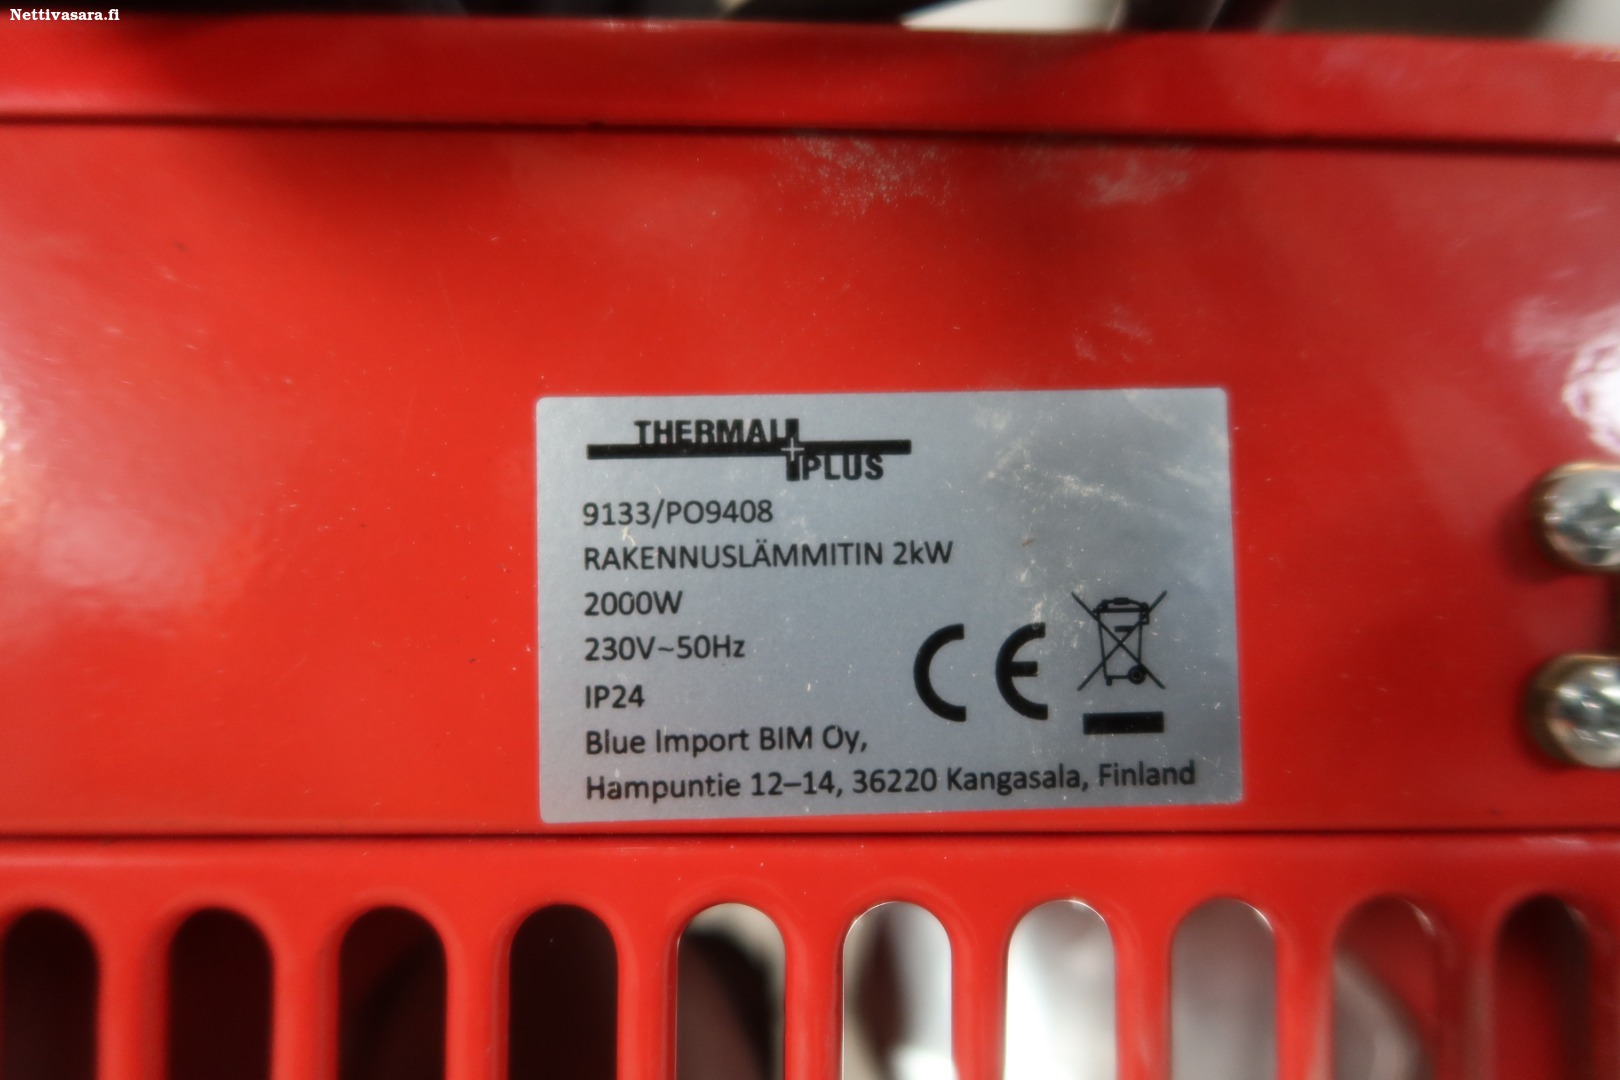 Nettivasara.fi
THERMAL
PLUS
9133/PO9408
RAKENNUSLÄMMITIN 2kW
2000W
230V~50Hz
IP24
CE
Blue Import BIM Oy,
Hampuntie 12–14, 36220 Kangasala, Finland